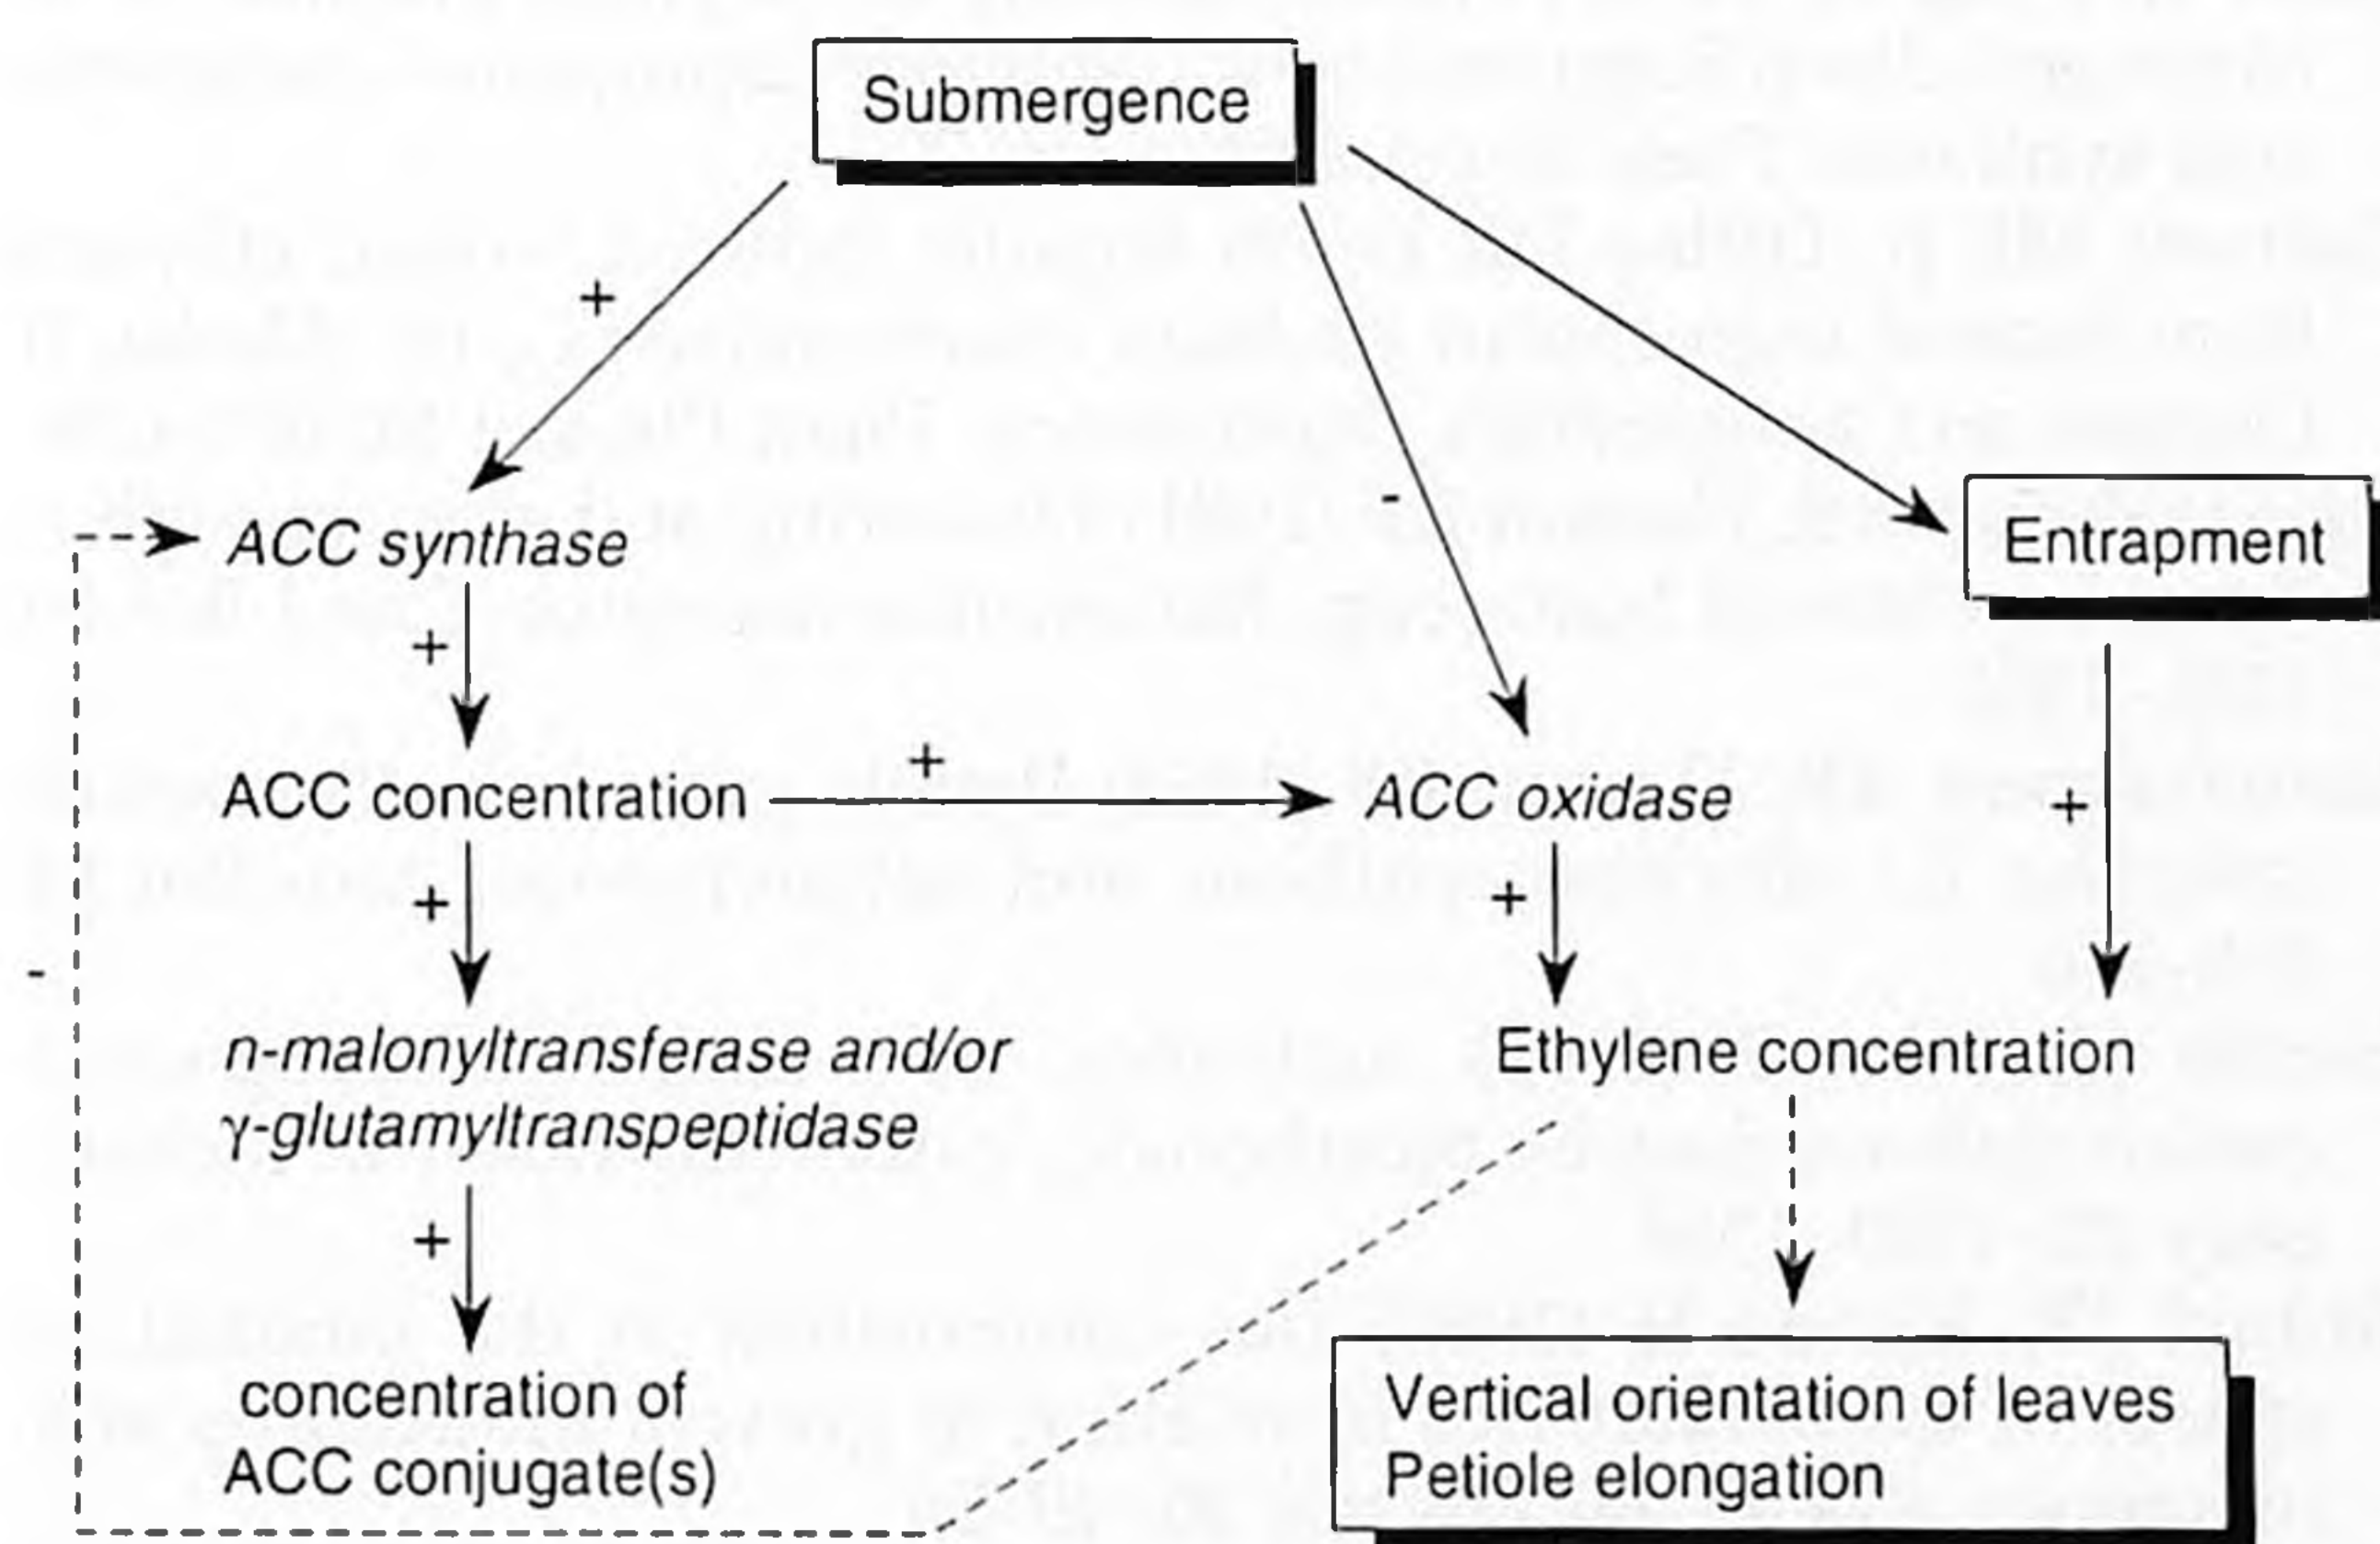 Submergence
+
-
ACC synthase
Entrapment
+
ACC concentration
+
ACC oxidase
+
+
+
-
n-malonyltransferase and/or
γ-glutamyltranspeptidase
Ethylene concentration
+
concentration of
ACC conjugate(s)
Vertical orientation of leaves
Petiole elongation